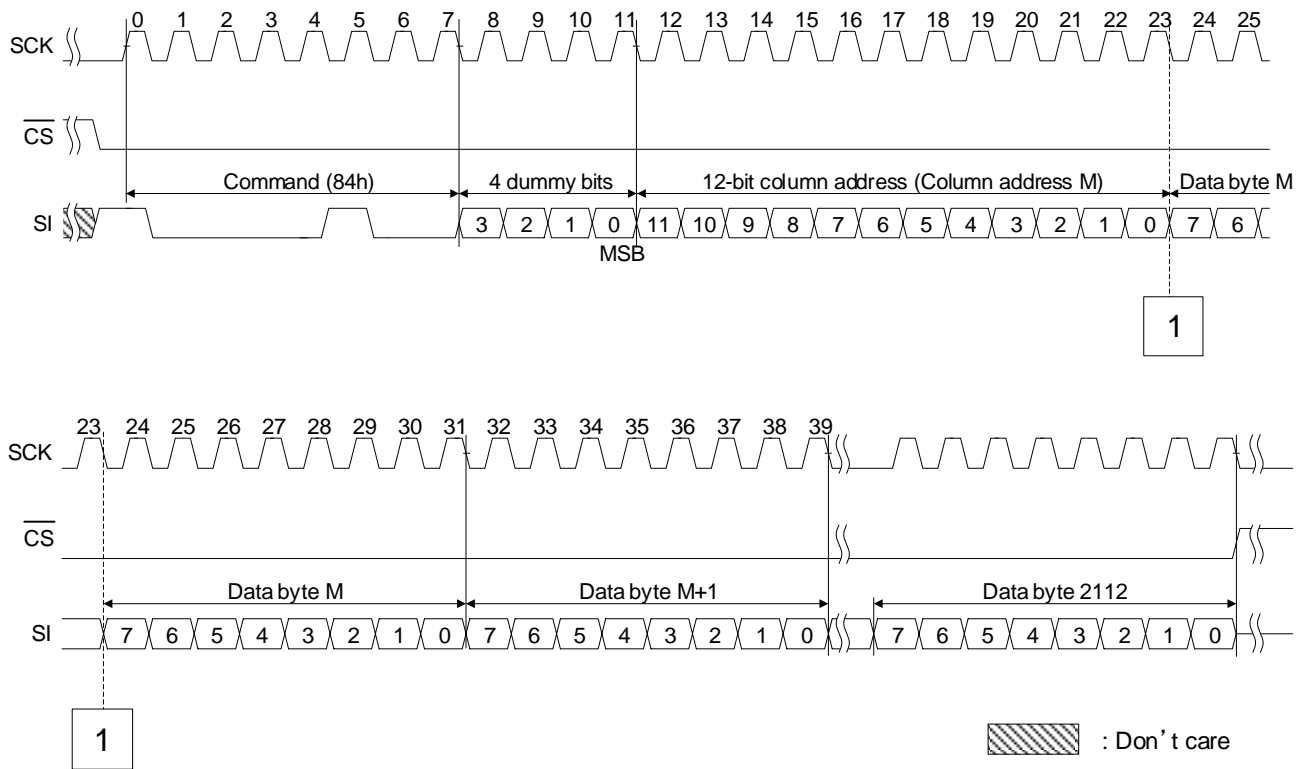 0 1 2 3 4 5 6 7 8 9 10 11 12 13 14 15 16 17 18 19 20 21 22 23 24 25
SCK
CS
Command (84h) 4 dummy bits 12-bit column address (Column address M) Data byte M
SI 3 2 1 0 11 10 9 8 7 6 5 4 3 2 1 0 7 6
MSB
1
23 24 25 26 27 28 29 30 31 32 33 34 35 36 37 38 39
SCK
CS
Data byte M Data byte M+1 Data byte 2112
SI 7 6 5 4 3 2 1 0 7 6 5 4 3 2 1 0 7 6 5 4 3 2 1 0
1
: Don’t care